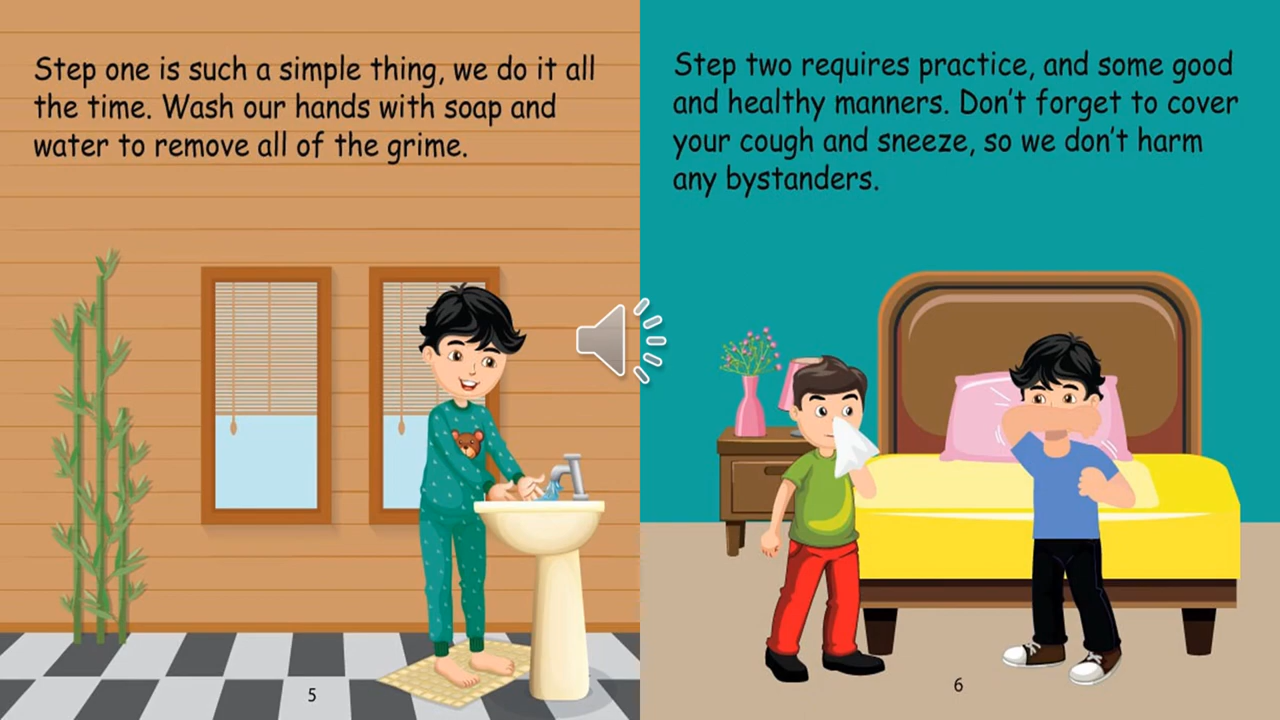 Step one is such a simple thing, we do it all
the time. Wash our hands with soap and
water to remove all of the grime.
5
Step two requires practice, and some good
and healthy manners. Don't forget to cover
your cough and sneeze, so we don't harm
any bystanders.
6